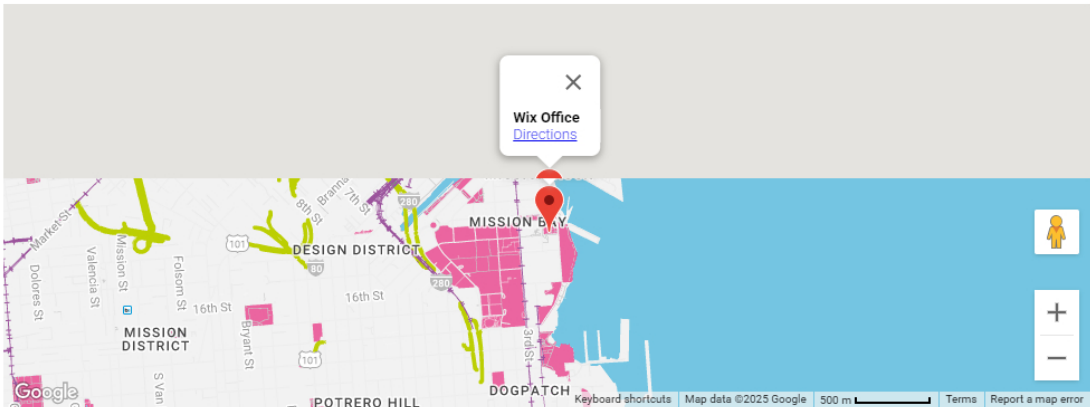 Wix Office
Directions
Market St
Dolores St
Valencia St
Mission St
Folsom St
8th St
7th St
Branna
280
MISSION BAY
101
DESIGN DISTRICT
80
280
16th St
16th St
MISSION
DISTRICT
Bryant St
101
3rd St
S Van
DOGPATCH
POTRERO HILL
Google
Keyboard shortcuts
Map data ©2025 Google
500 m
Terms
Report a map error